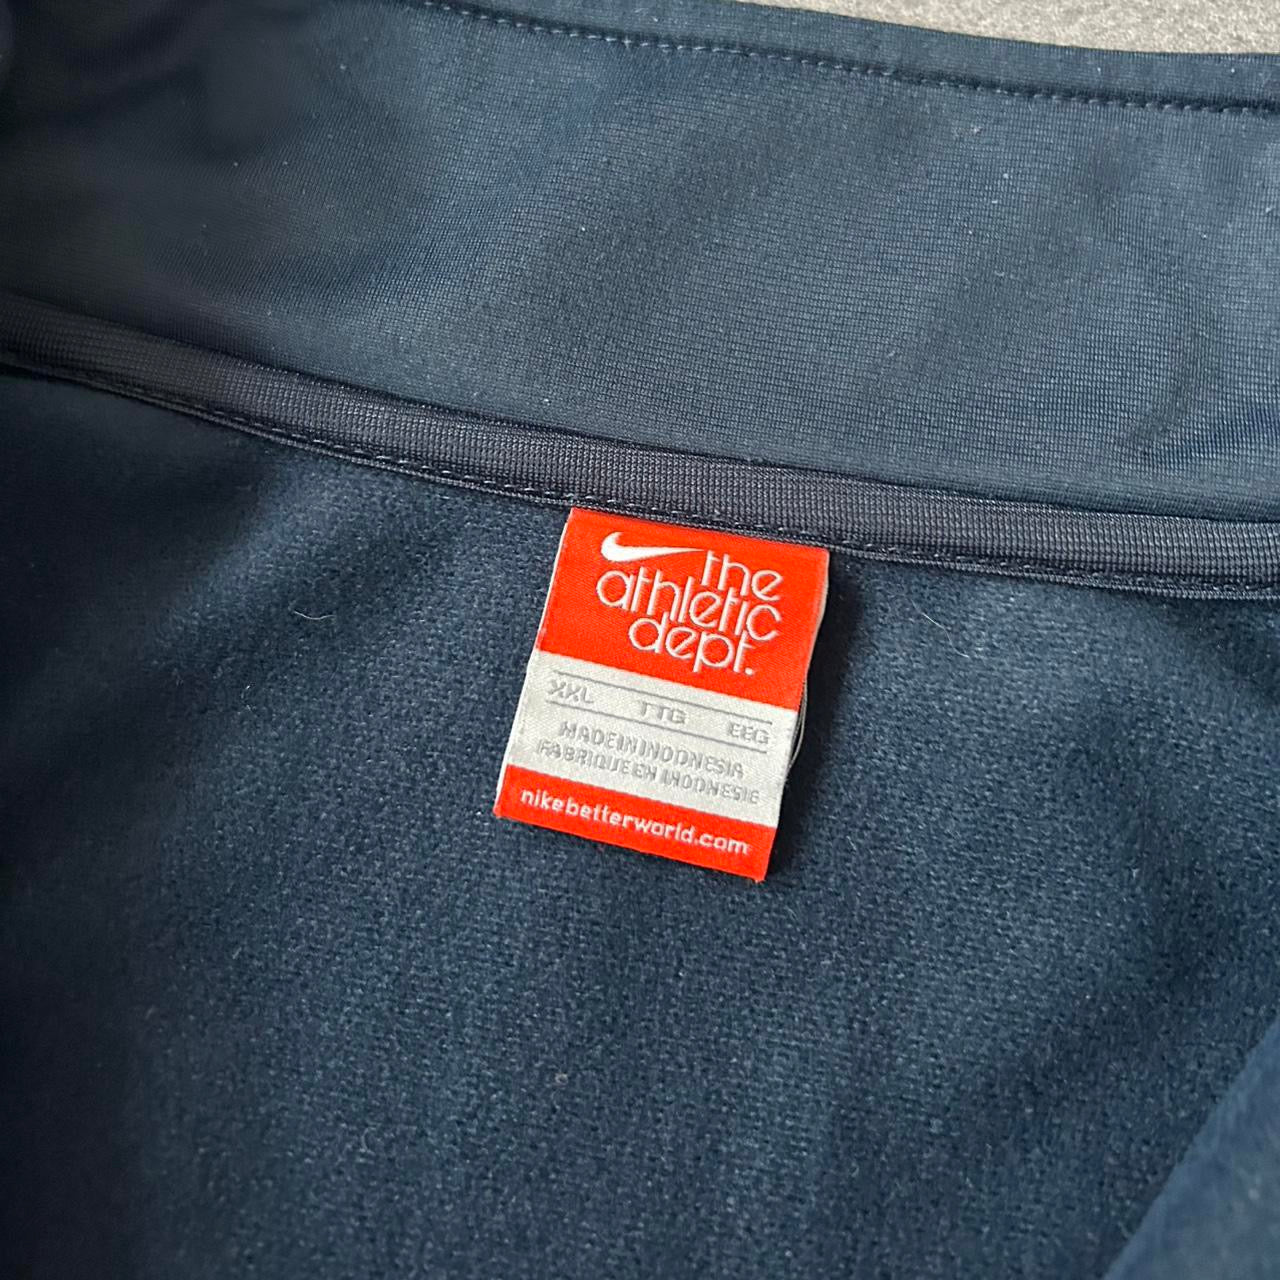 the
athletic
dept.
XXL TTG EEG
MADE IN INDONESIA
FABRIQUE EN INDONESIE
nikebetterworld.com